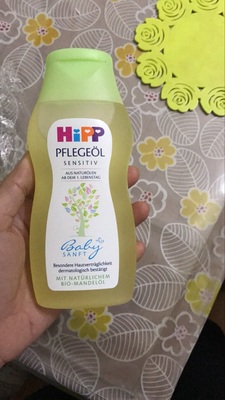 HiPP
PFLEGEÖL
SENSITIV
AUS NATURÖLEN
AB DEM 1. LEBENSTAG
Baby
SANFT
Besondere Hautverträglichkeit
dermatologisch bestätigt
MIT NATÜRLICHEM
BIO-MANDELÖL